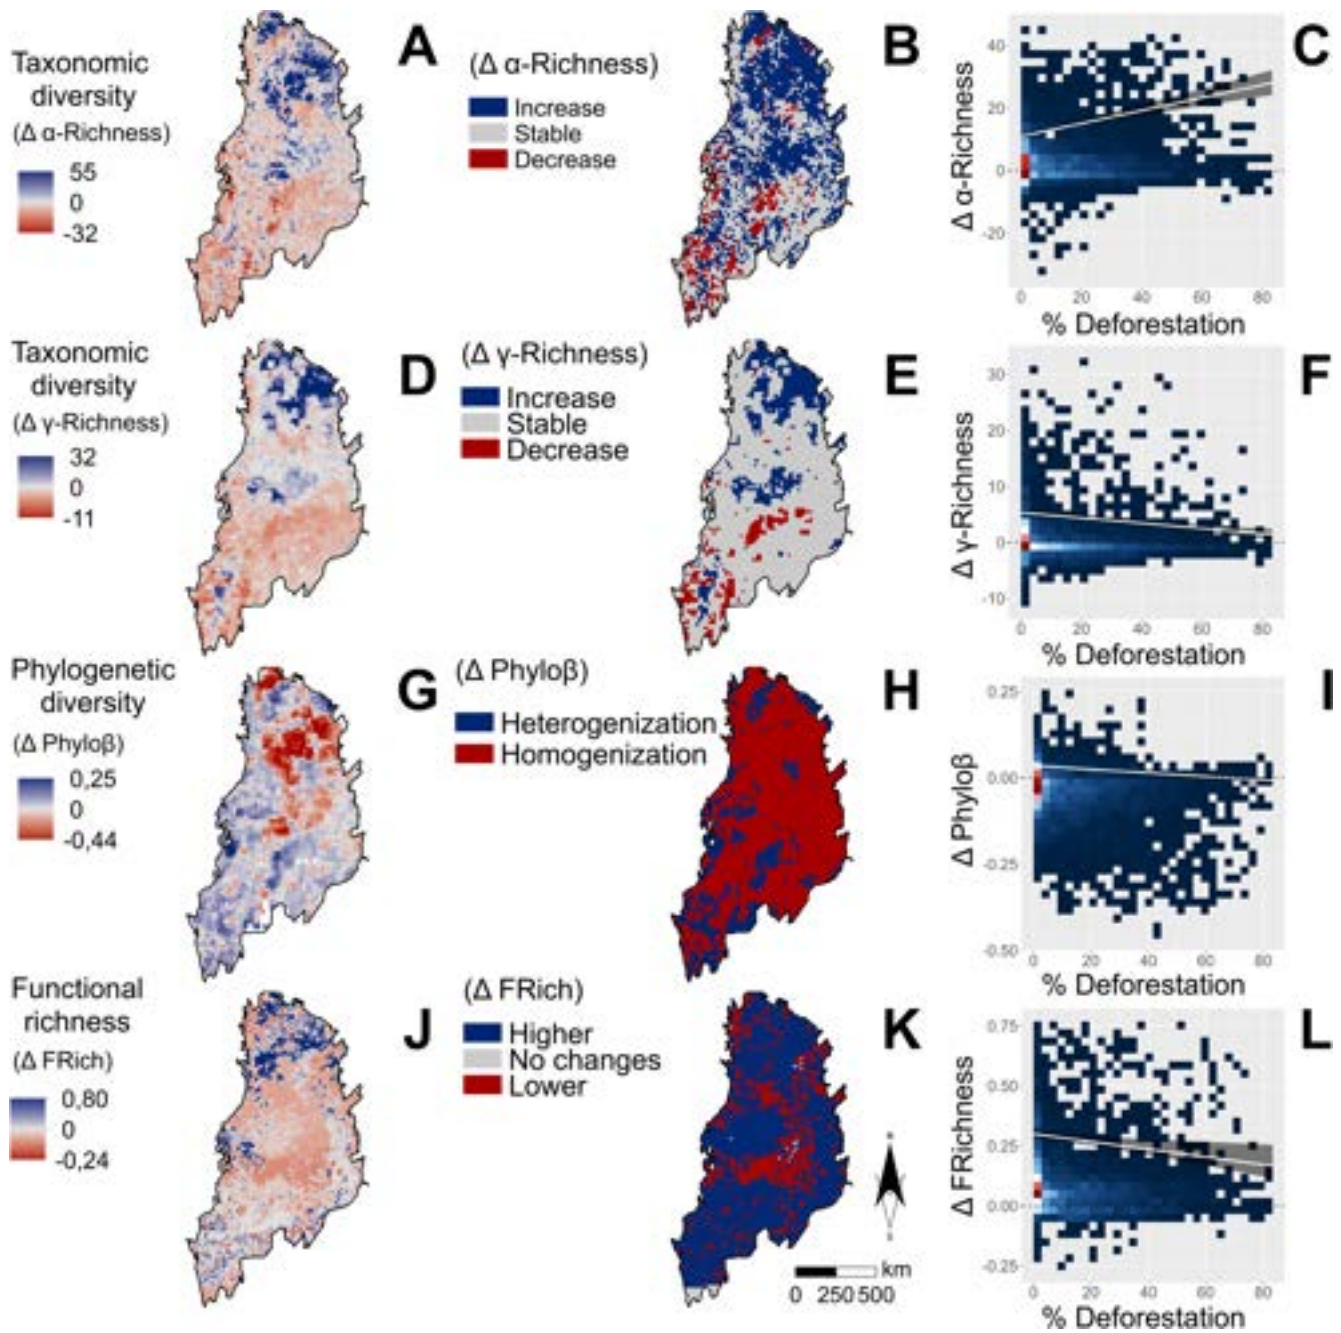 Taxonomic
diversity
(Δ α-Richness)
55
0
-32
A
(Δ α-Richness)
Increase
Stable
Decrease
B
Δ α-Richness
40
20
0
-20
0 20 40 60 80
% Deforestation
C
Taxonomic
diversity
(Δ γ-Richness)
32
0
-11
D
(Δ γ-Richness)
Increase
Stable
Decrease
E
Δ γ-Richness
30
20
10
0
-10
0 20 40 60 80
% Deforestation
F
Phylogenetic
diversity
(Δ Phyloβ)
0,25
0
-0,44
G
(Δ Phyloβ)
Heterogenization
Homogenization
H
Δ Phyloβ
0.25
0.00
-0.25
-0.50
0 20 40 60 80
% Deforestation
I
Functional
richness
(Δ FRich)
0,80
0
-0,24
J
(Δ FRich)
Higher
No changes
Lower
K
km
0 250 500
Δ FRichness
0.75
0.50
0.25
0.00
-0.25
0 20 40 60 80
% Deforestation
L